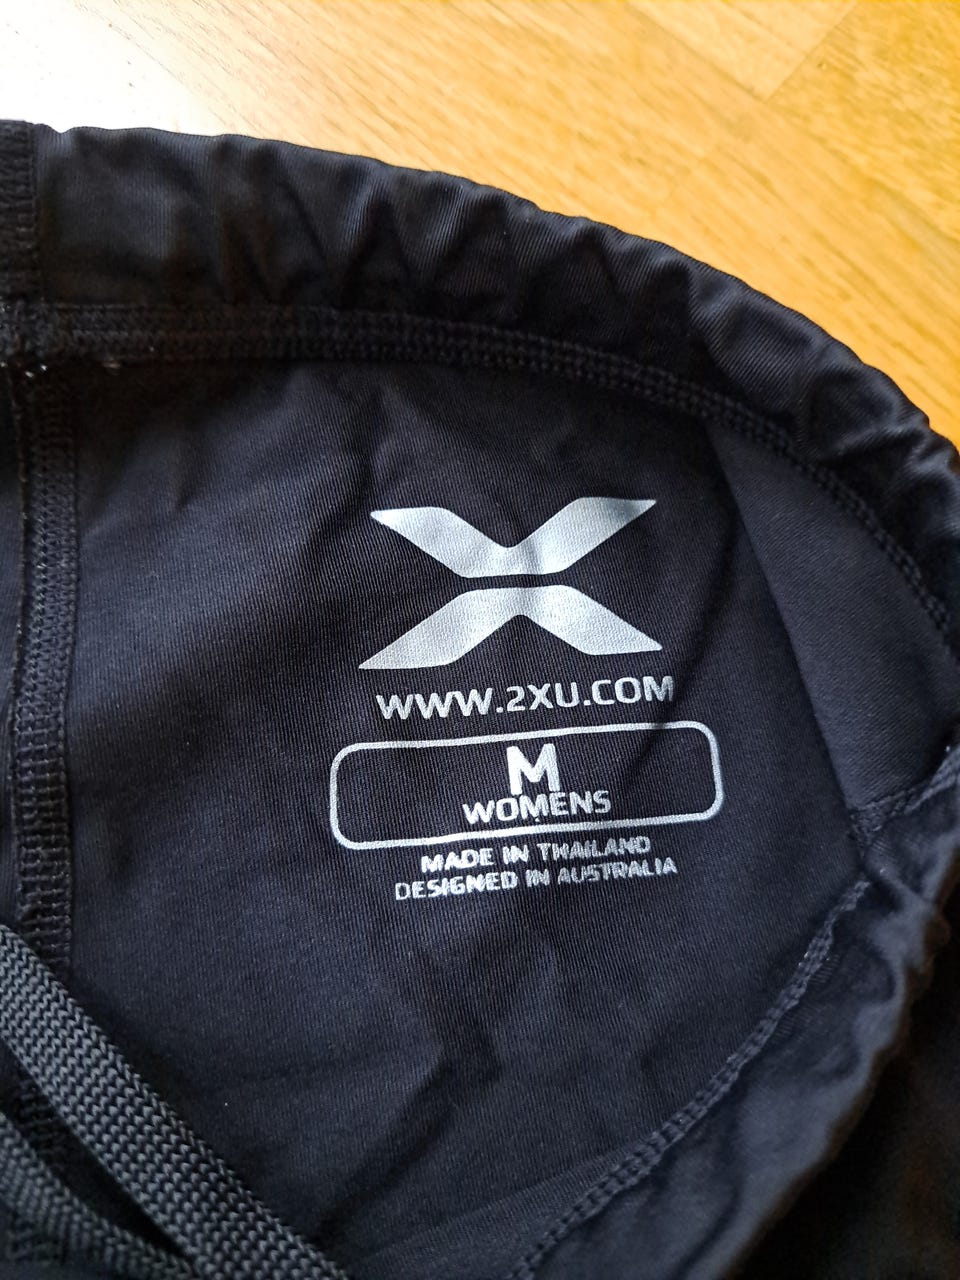 WWW.2XU.COM
M
WOMENS
MADE IN THAILAND
DESIGNED IN AUSTRALIA